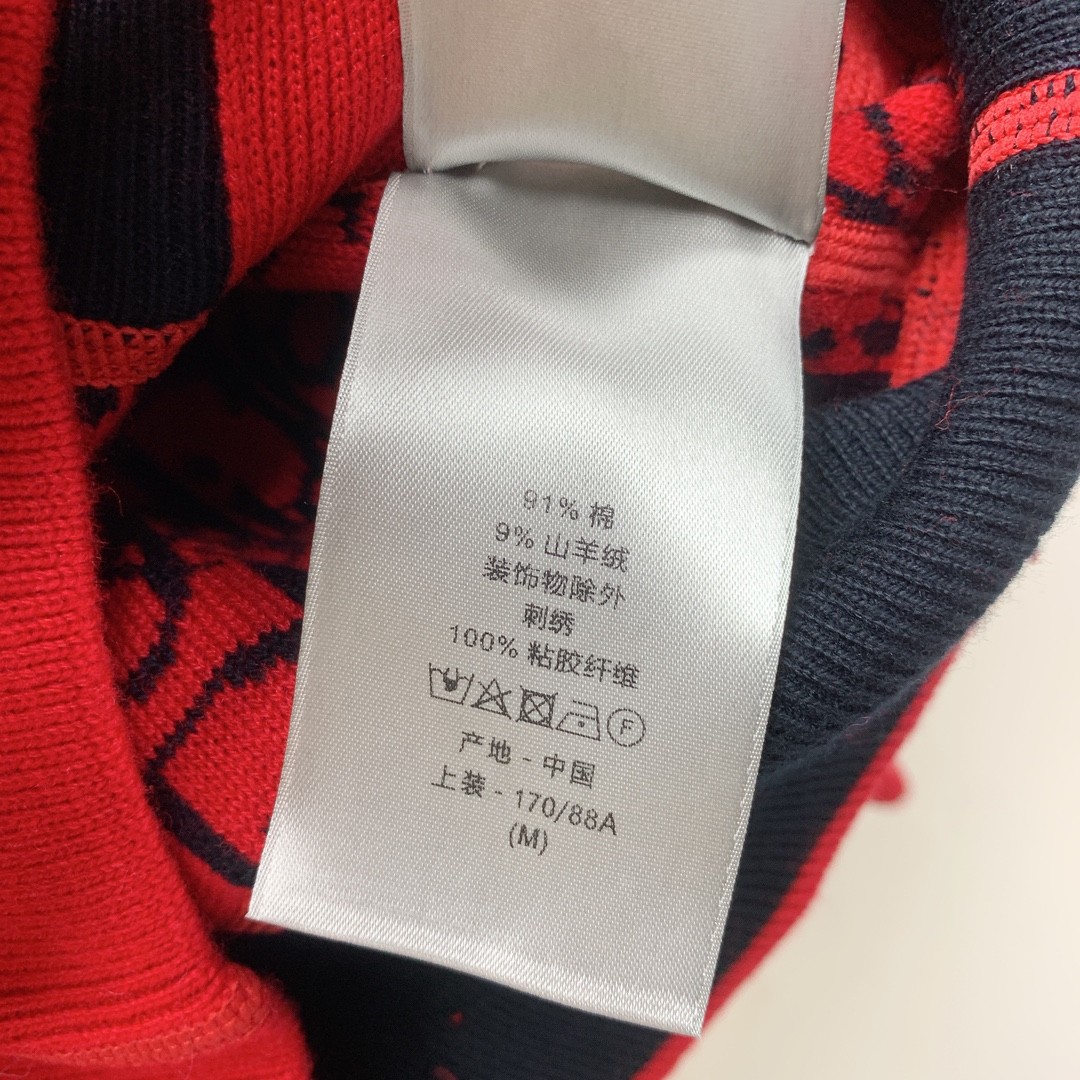 91% 棉
9% 山羊绒
装饰物除外
刺绣
100% 粘胶纤维
F
产地 - 中国
上装 - 170/88A
(M)